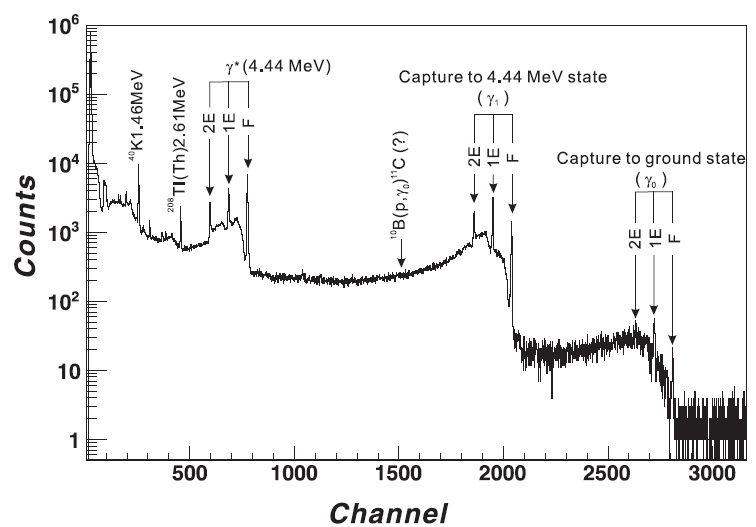 10⁶
10⁵
10⁴
10³
10²
10
1
Counts
⁴⁰K1.46MeV
²⁰⁸Tl(Th)2.61MeV
γ*(4.44 MeV)
2E
1E
F
¹⁰B(p,γ₀)¹¹C (?)
Capture to 4.44 MeV state
(γ₁)
2E
1E
F
Capture to ground state
(γ₀)
2E
1E
F
500 1000 1500 2000 2500 3000
Channel